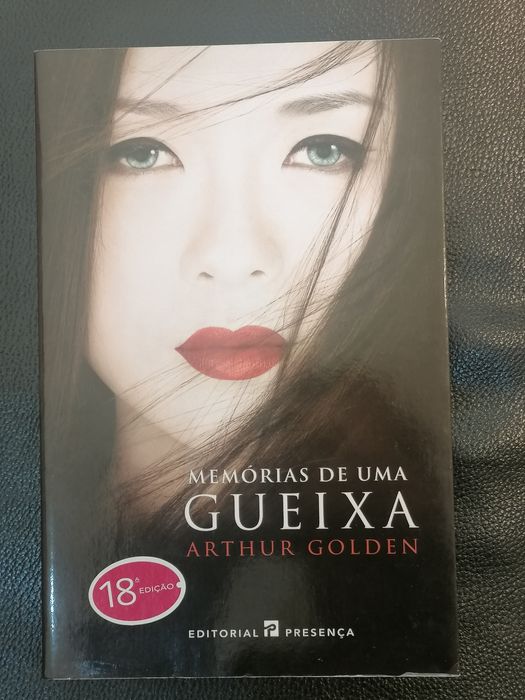 MEMÓRIAS DE UMA
GUEIXA
ARTHUR GOLDEN
18ª EDIÇÃO
EDITORIAL PRESENÇA